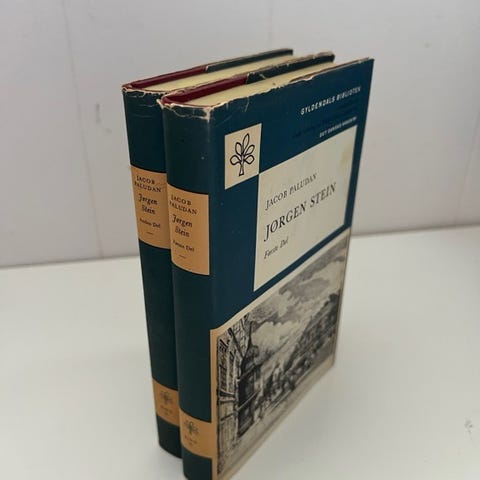 JACOB
PALUDAN
Jørgen
Stein
Anden Del
JACOB
PALUDAN
Jørgen
Stein
Første Del
GYLDENDALS BIBLIOTEK
JACOB PALUDAN
JØRGEN STEIN
Første Del